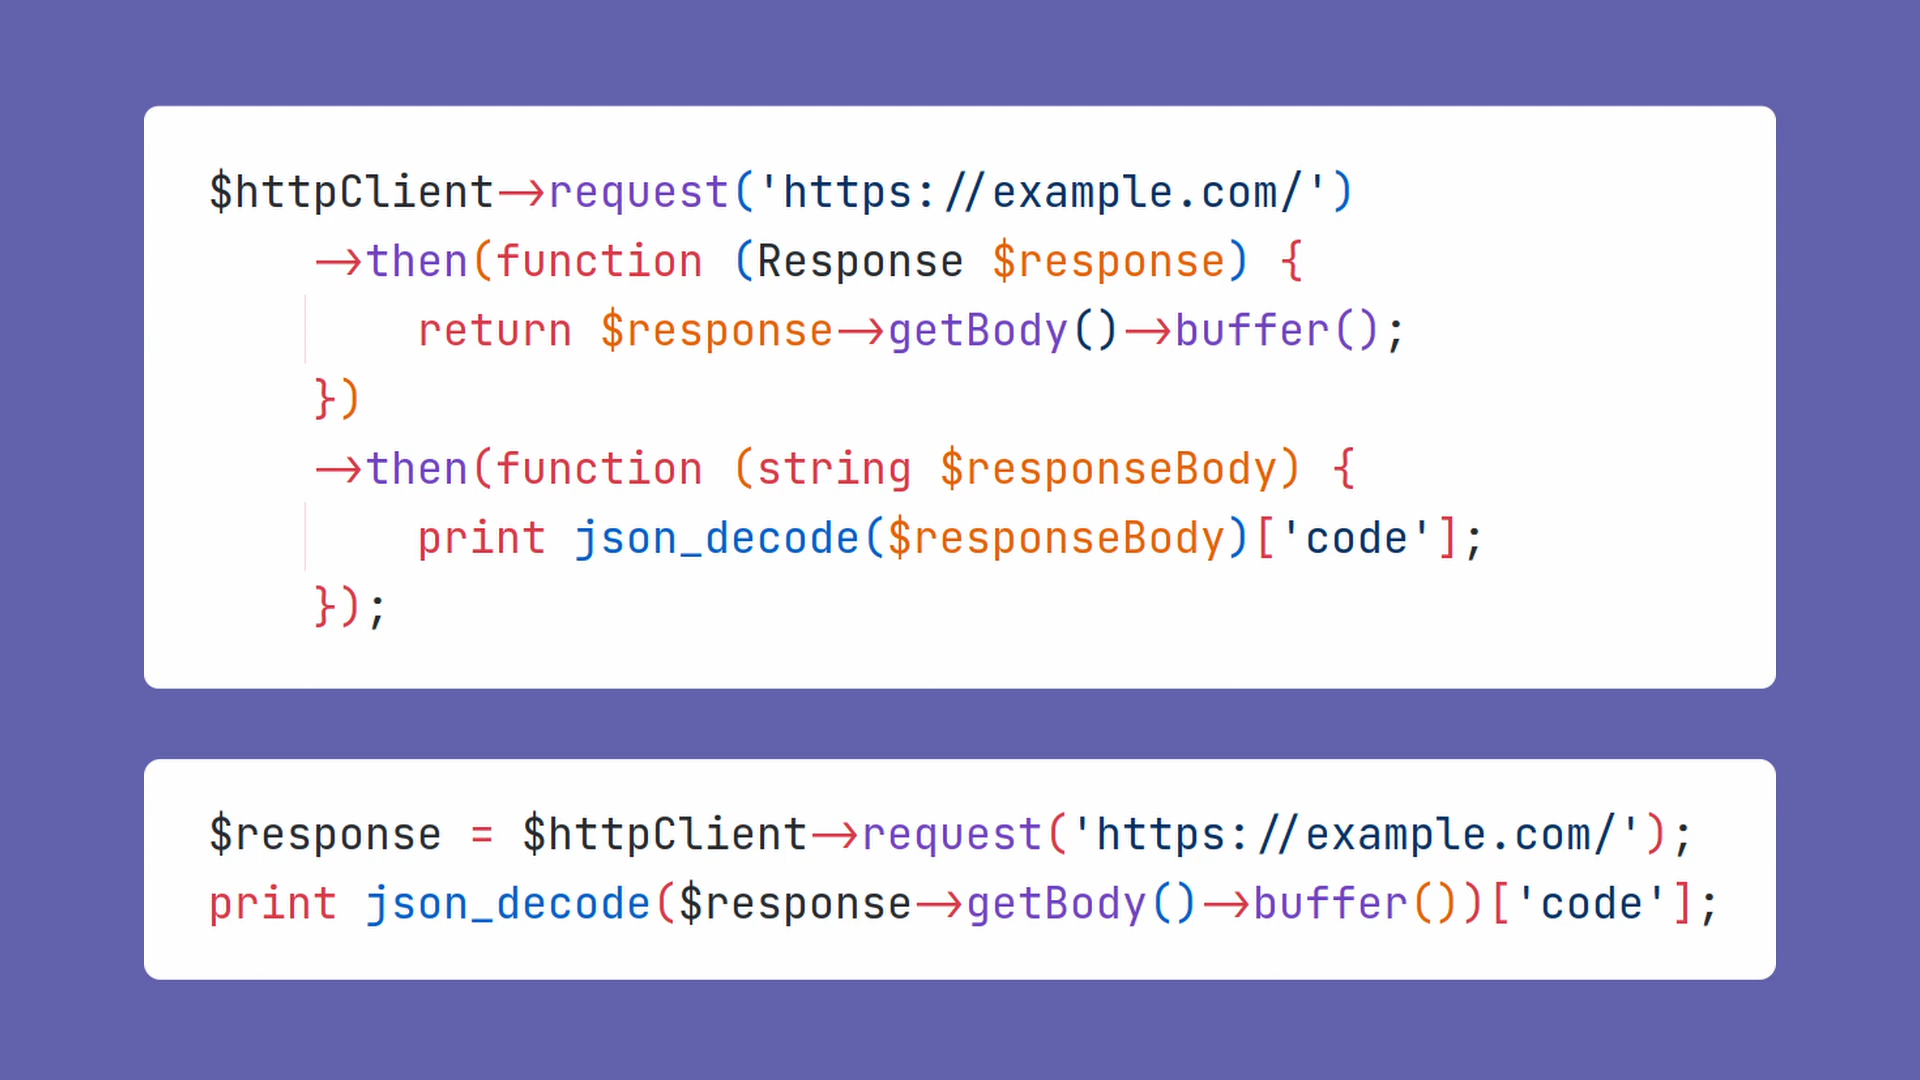 $httpClient->request('https://example.com/')
    ->then(function (Response $response) {
        return $response->getBody()->buffer();
    })
    ->then(function (string $responseBody) {
        print json_decode($responseBody)['code'];
    });
$response = $httpClient->request('https://example.com/');
print json_decode($response->getBody()->buffer())['code'];